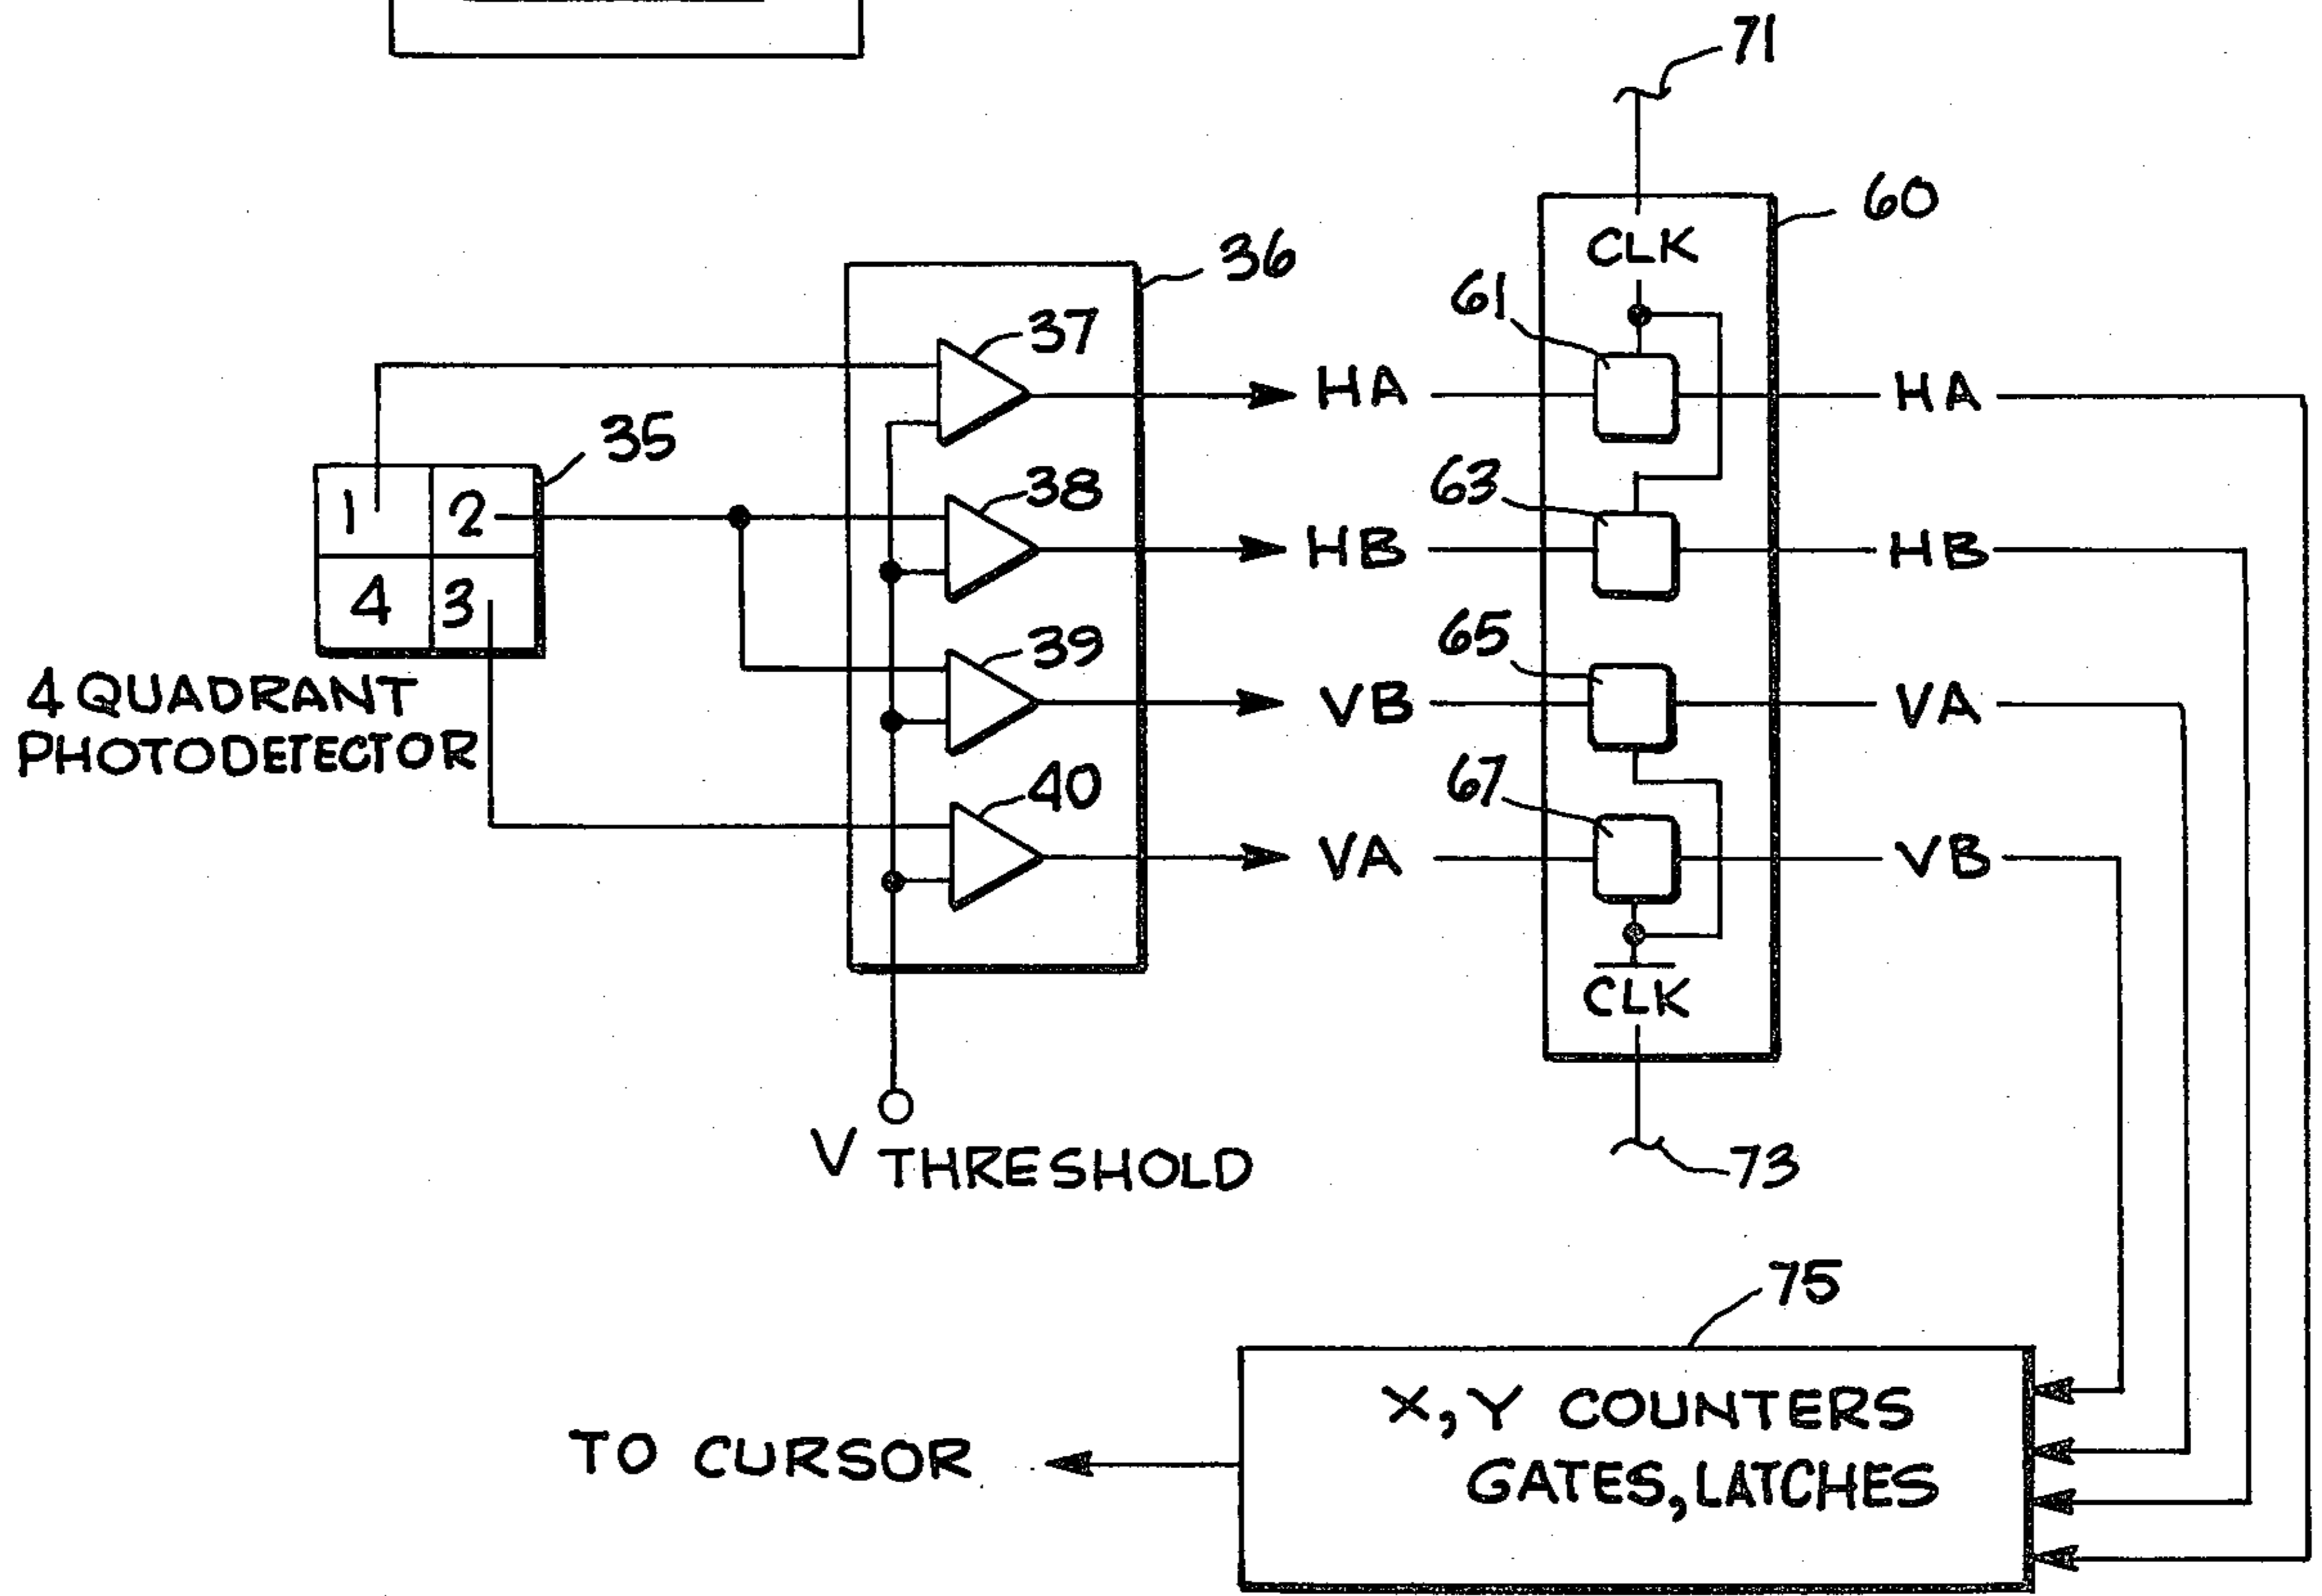 71
60
CLK
36
61
37
HA
HA
35
1
2
38
63
HB
HB
4
3
39
65
4 QUADRANT
PHOTODETECTOR
VB
VA
40
67
VA
VB
CLK
V THRESHOLD
73
75
X,Y COUNTERS
GATES, LATCHES
TO CURSOR